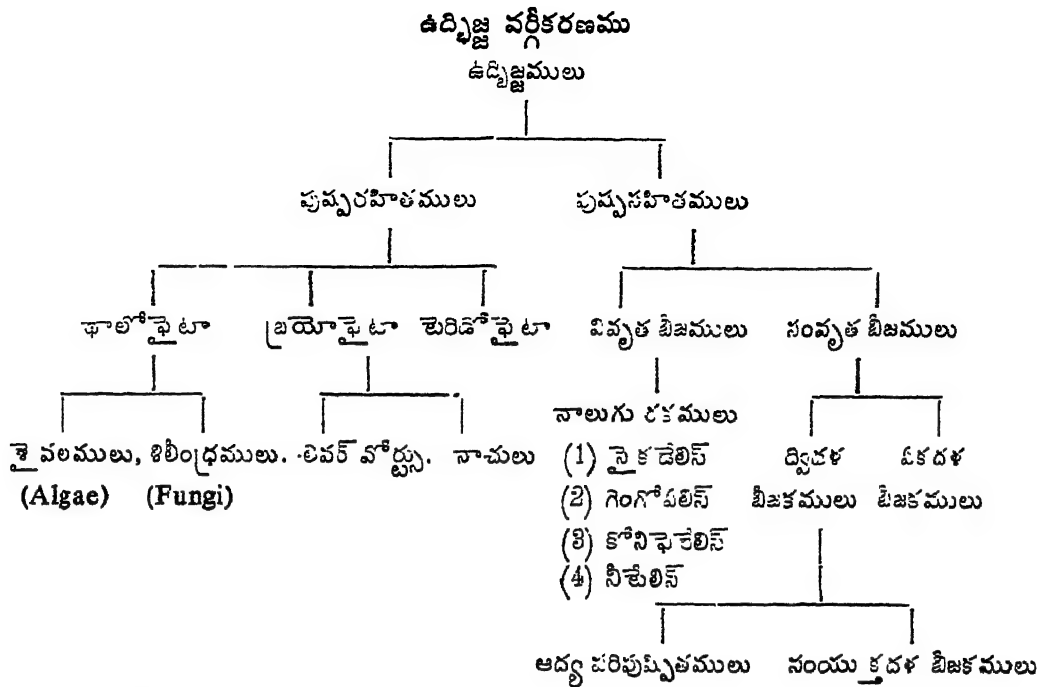 ఉద్భిజ్జ వర్గీకరణము
ఉద్భిజ్జములు
పుష్పరహితములు పుష్పసహితములు
థాలోఫైటా బ్రయోఫైటా టెరిడోఫైటా వివృత బీజములు సంవృత బీజములు
శైవలములు, శిలీంధ్రములు. లివర్ వోర్ట్సు. నాచులు
(Algae) (Fungi)
నాలుగు రకములు
(1) సైకడేలిస్
(2) గింగోఏలిస్
(3) కోనిఫెరేలిస్
(4) నీటేలిస్
ద్విదళ
బీజకములు
ఏకదళ
బీజకములు
ఆద్య పరిపుష్పితములు సంయుక్తదళ బీజకములు